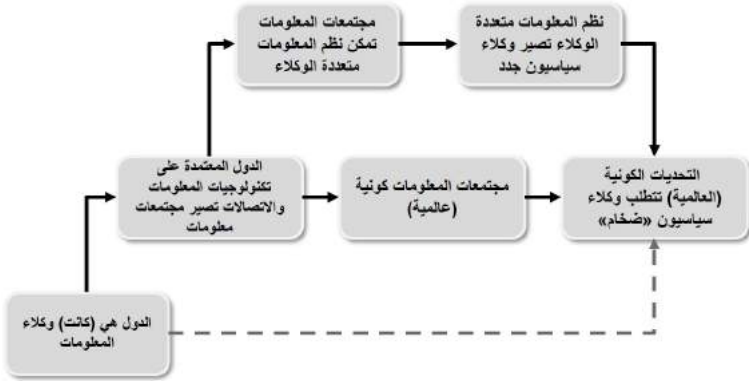 مجتمعات المعلومات
تمكن نظم المعلومات
متعددة الوكلاء
نظم المعلومات متعددة
الوكلاء تصير وكلاء
سياسيون جدد
الدول المعتمدة على
تكنولوجيات المعلومات
والاتصالات تصير مجتمعات
معلومات
مجتمعات المعلومات كونية
(عالمية)
التحديات الكونية
(العالمية) تتطلب وكلاء
سياسيون «ضخام»
الدول هي (كانت) وكلاء
المعلومات